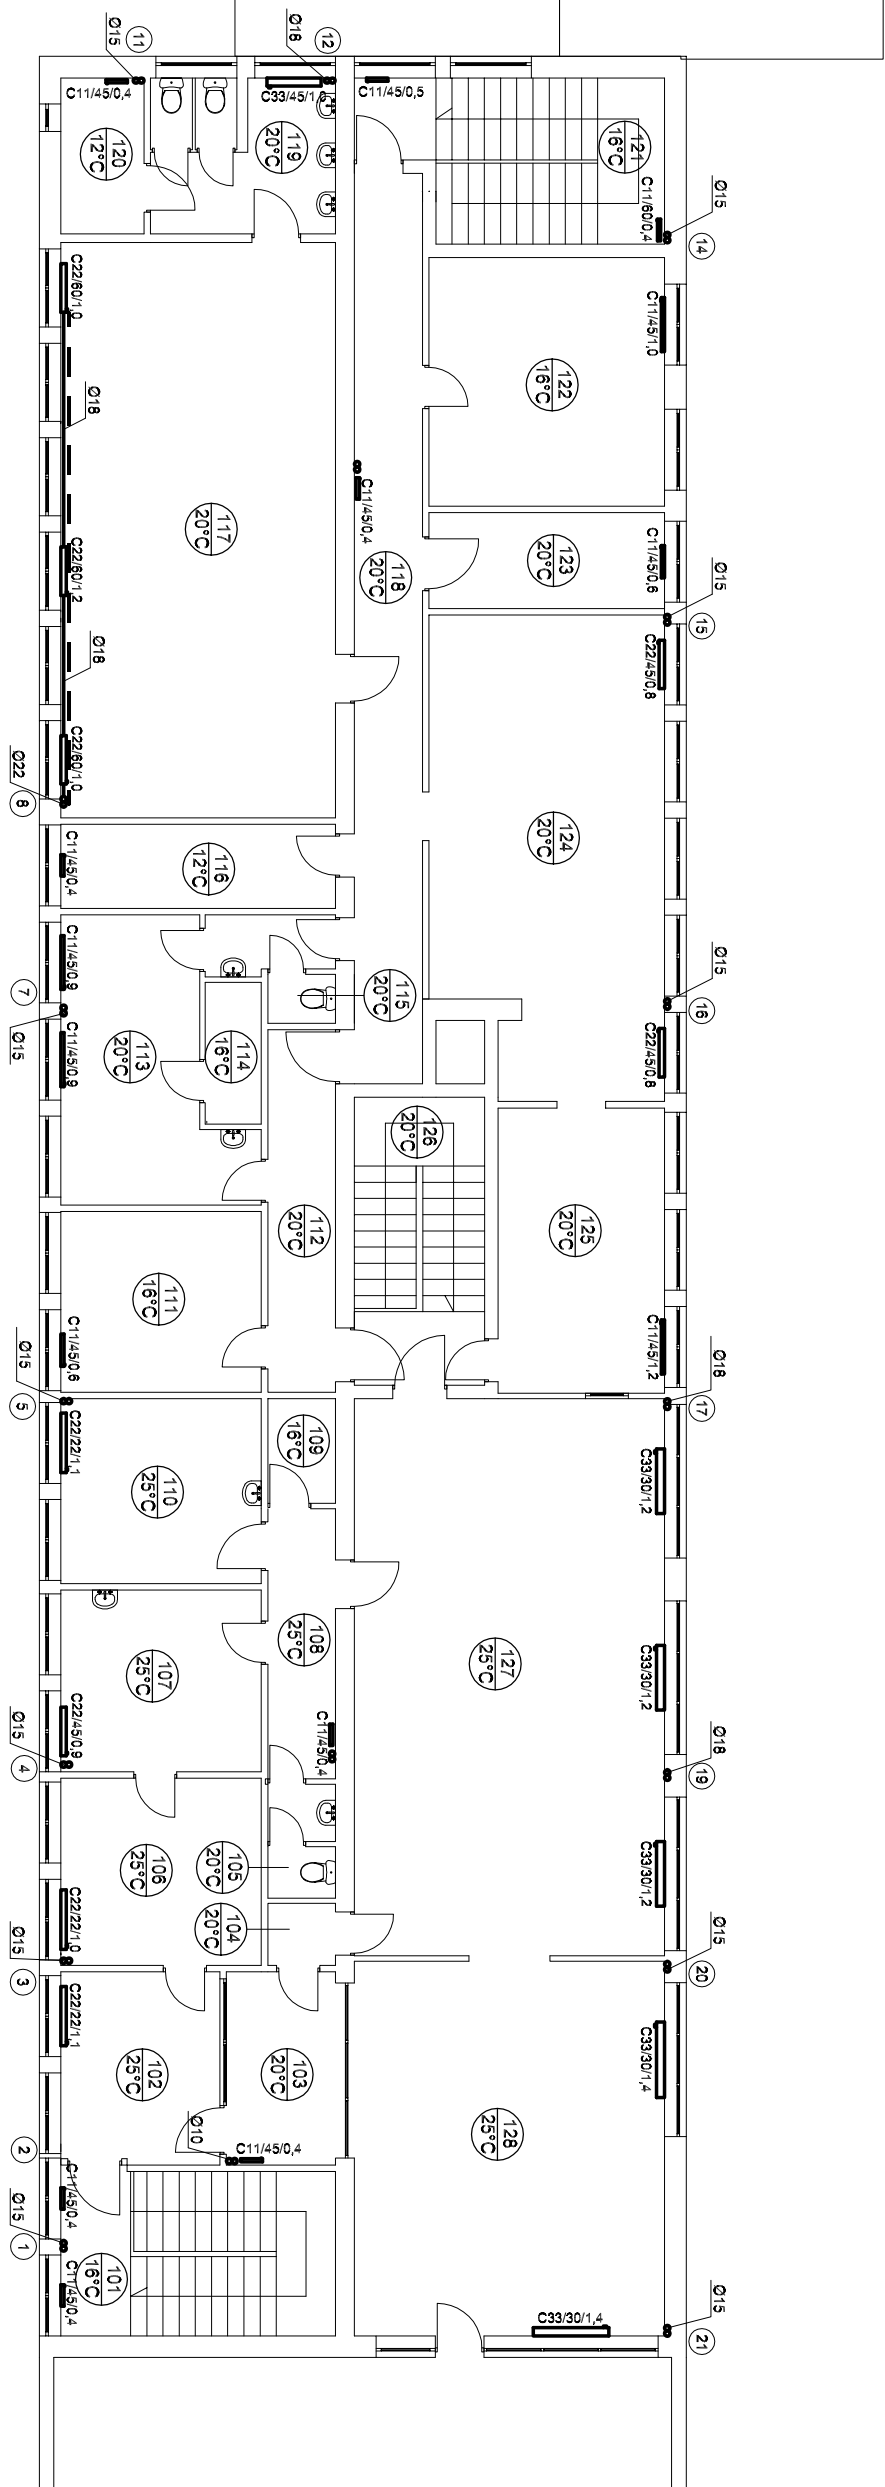 Ø15
11
Ø18
12
C11/45/0,4
C33/45/1,0
C11/45/0,5
120
12°C
119
20°C
121
16°C
C11/60/0,4
Ø15
14
C22/60/1,0
C11/45/1,0
122
16°C
Ø18
117
20°C
C11/45/0,4
118
20°C
123
20°C
C11/45/0,6
Ø15
15
C22/60/1,2
C22/45/0,8
Ø18
C22/60/1,0
Ø22
8
124
20°C
C11/45/0,4
116
12°C
C11/45/0,9
7
Ø15
115
20°C
Ø15
16
C11/45/0,9
113
20°C
114
16°C
C22/45/0,8
126
20°C
112
20°C
125
20°C
111
16°C
C11/45/0,6
C11/45/1,2
Ø15
5
Ø18
17
C22/22/1,1
109
16°C
110
25°C
C33/30/1,2
108
25°C
107
25°C
127
25°C
C33/30/1,2
C22/45/0,9
C11/45/0,4
Ø15
4
Ø18
19
106
25°C
105
20°C
C33/30/1,2
104
20°C
C22/22/1,0
Ø15
3
Ø15
20
C22/22/1,1
102
25°C
103
20°C
C33/30/1,4
128
25°C
Ø10
C11/45/0,4
2
C11/45/0,4
Ø15
1
101
16°C
C11/45/0,4
C33/30/1,4
Ø15
21